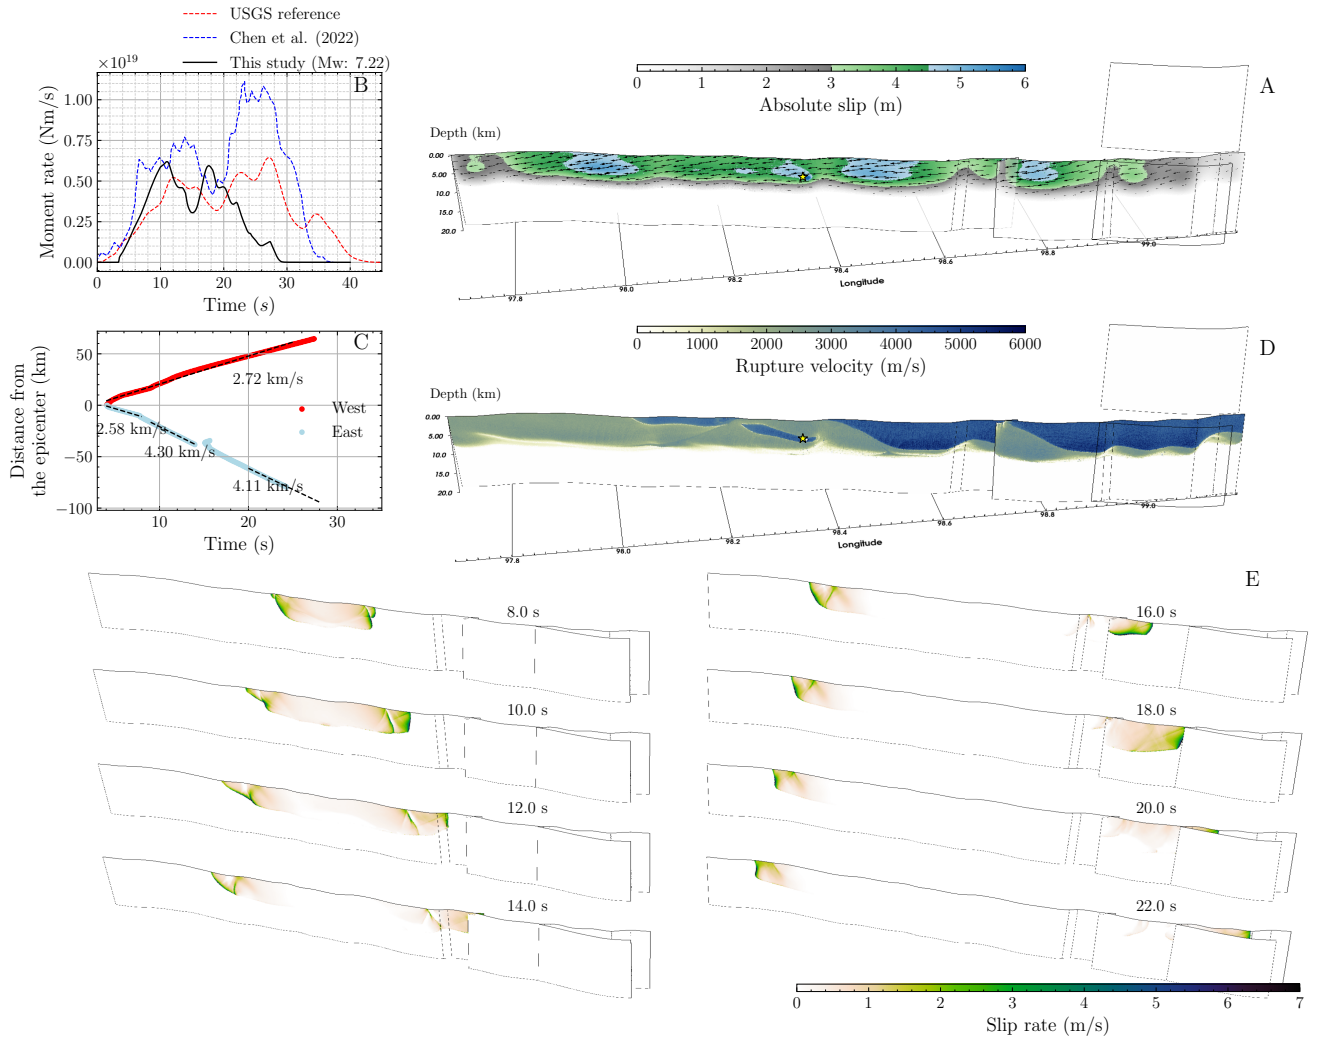 USGS reference
Chen et al. (2022)
This study (Mw: 7.22)
×10^19
B
1.00
0.75
0.50
0.25
0.00
Moment rate (Nm/s)
0 10 20 30 40
Time (s)
A
0 1 2 3 4 5 6
Absolute slip (m)
Depth (km)
0.00
5.00
10.0
15.0
20.0
97.8 98.0 98.2 98.4 98.6 98.8 99.0
Longitude
C
50
0
−50
−100
Distance from
the epicenter (km)
2.72 km/s
West
East
2.58 km/s
4.30 km/s
4.11 km/s
10 20 30
Time (s)
D
0 1000 2000 3000 4000 5000 6000
Rupture velocity (m/s)
Depth (km)
0.00
5.00
10.0
15.0
20.0
97.8 98.0 98.2 98.4 98.6 98.8 99.0
Longitude
E
8.0 s
10.0 s
12.0 s
14.0 s
16.0 s
18.0 s
20.0 s
22.0 s
0 1 2 3 4 5 6 7
Slip rate (m/s)